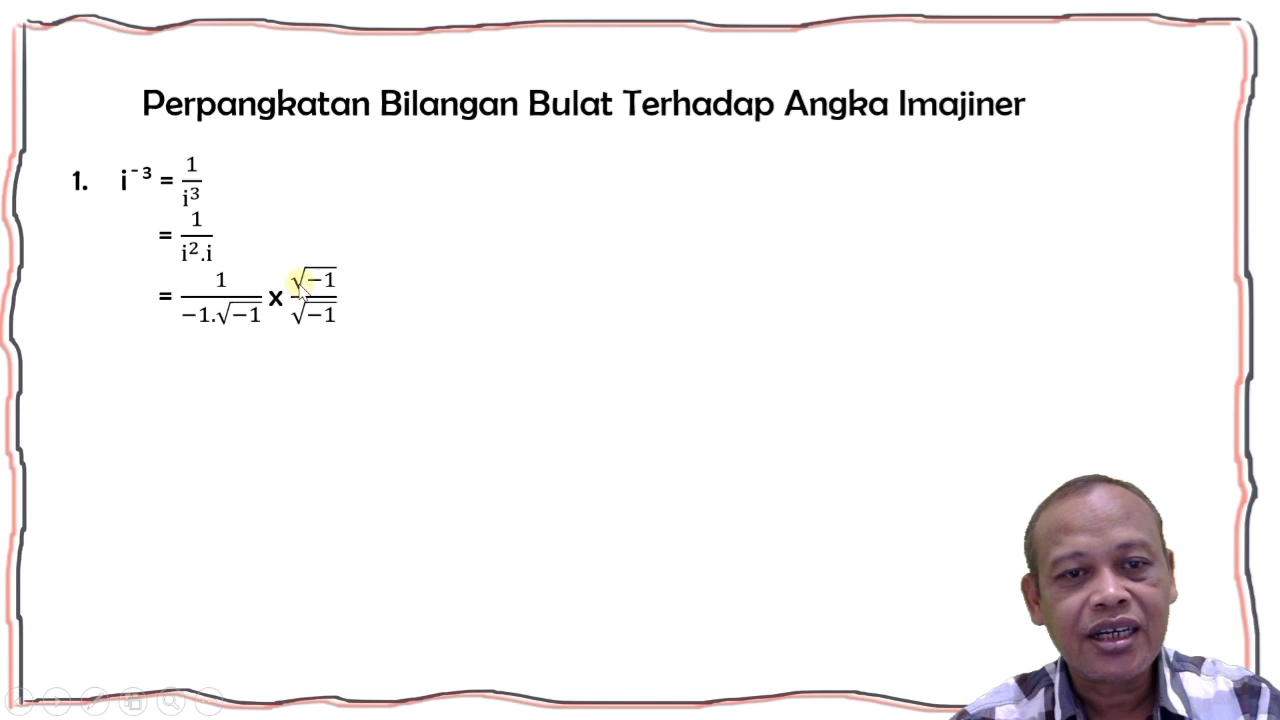 Perpangkatan Bilangan Bulat Terhadap Angka Imajiner
1. i⁻³ = 1/i³
= 1/i².i
= 1/−1.√−1 x √−1/√−1